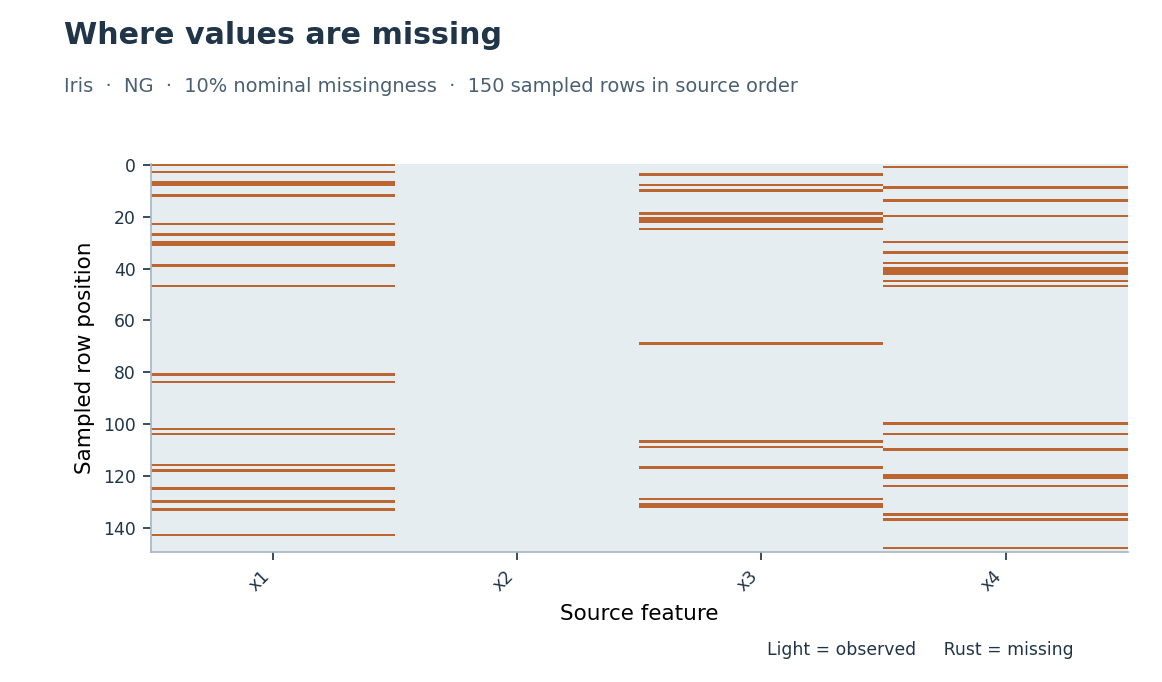 Where values are missing
Iris · NG · 10% nominal missingness · 150 sampled rows in source order
0
20
40
60
80
100
120
140
Sampled row position
x1 x2 x3 x4
Source feature
Light = observed Rust = missing